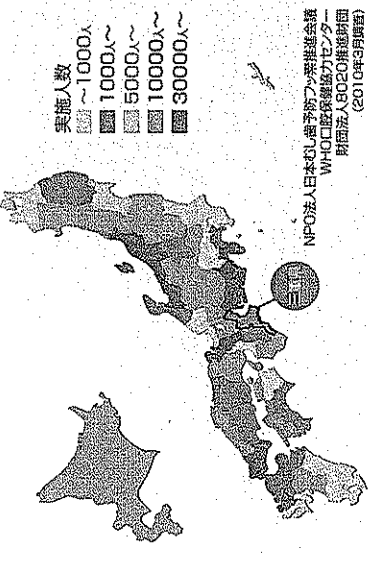 実施人数
～1000人
1000人～
5000人～
10000人～
30000人～
三重
NPO法人日本むし歯予防フッ素推進会議
WHO口腔保健協力センター
財団法人8020推進財団
(2010年3月調査)